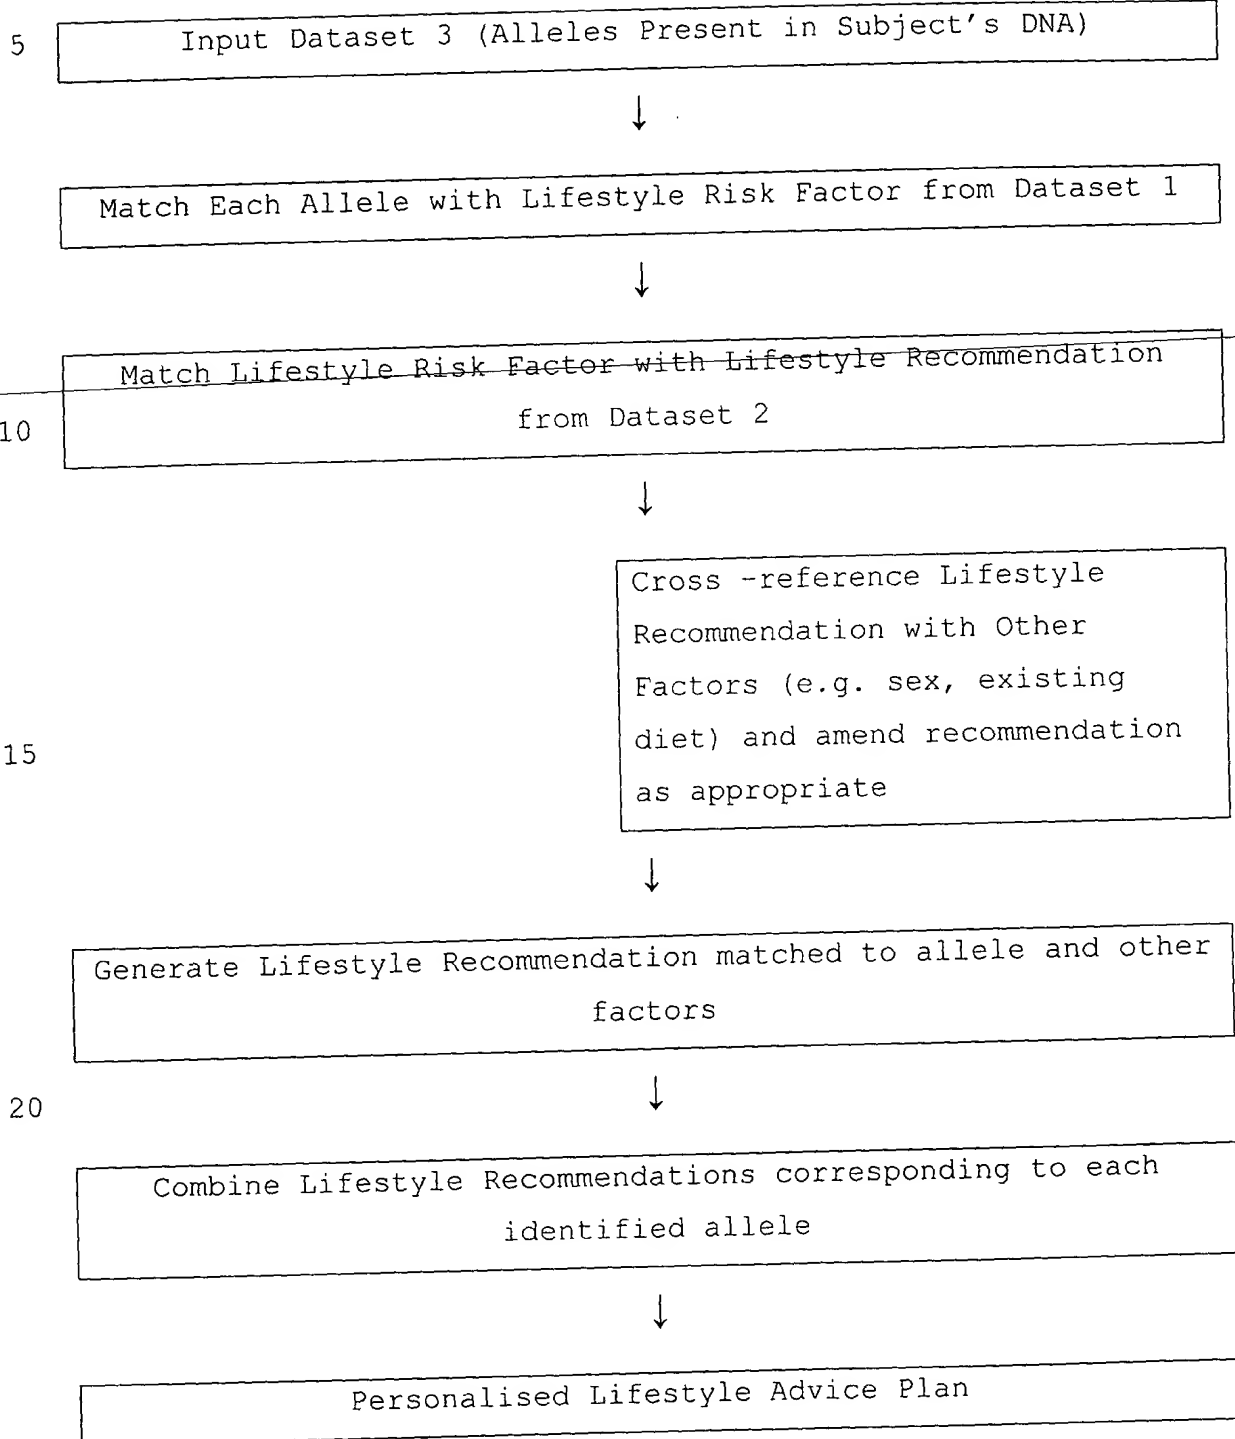 5 Input Dataset 3 (Alleles Present in Subject's DNA)
↓
Match Each Allele with Lifestyle Risk Factor from Dataset 1
↓
Match Lifestyle Risk Factor with Lifestyle Recommendation
10 from Dataset 2
↓
Cross -reference Lifestyle
Recommendation with Other
Factors (e.g. sex, existing
15 diet) and amend recommendation
as appropriate
↓
Generate Lifestyle Recommendation matched to allele and other
factors
↓
20
Combine Lifestyle Recommendations corresponding to each
identified allele
↓
Personalised Lifestyle Advice Plan